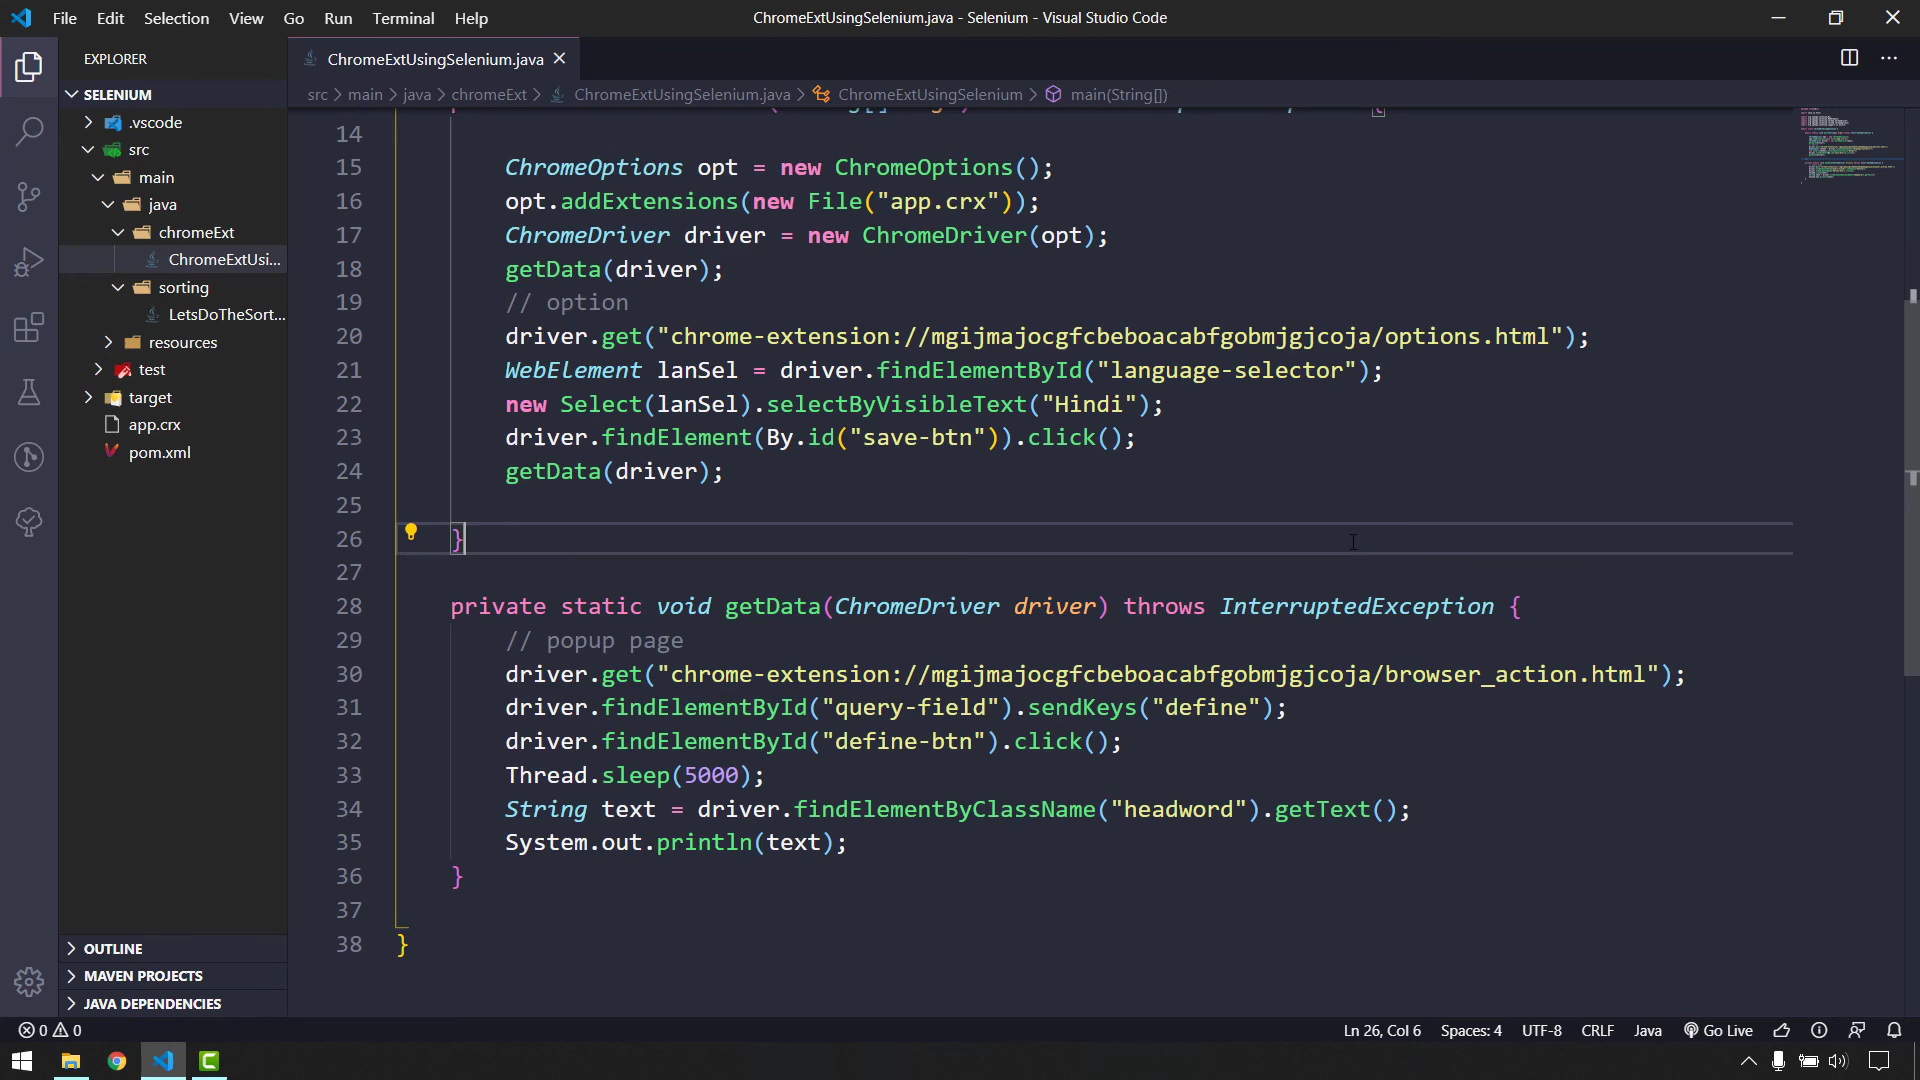 File Edit Selection View Go Run Terminal Help
ChromeExtUsingSelenium.java - Selenium - Visual Studio Code
EXPLORER
SELENIUM
.vscode
src
main
java
chromeExt
ChromeExtUsi...
sorting
LetsDoTheSort...
resources
test
target
app.crx
pom.xml
OUTLINE
MAVEN PROJECTS
JAVA DEPENDENCIES
ChromeExtUsingSelenium.java
src > main > java > chromeExt > ChromeExtUsingSelenium.java > ChromeExtUsingSelenium > main(String[])
14
15 ChromeOptions opt = new ChromeOptions();
16 opt.addExtensions(new File("app.crx"));
17 ChromeDriver driver = new ChromeDriver(opt);
18 getData(driver);
19 // option
20 driver.get("chrome-extension://mgijmajocgfcbeboacabfgobmjgjcoja/options.html");
21 WebElement lanSel = driver.findElementById("language-selector");
22 new Select(lanSel).selectByVisibleText("Hindi");
23 driver.findElement(By.id("save-btn")).click();
24 getData(driver);
25
26 }
27
28 private static void getData(ChromeDriver driver) throws InterruptedException {
29 // popup page
30 driver.get("chrome-extension://mgijmajocgfcbeboacabfgobmjgjcoja/browser_action.html");
31 driver.findElementById("query-field").sendKeys("define");
32 driver.findElementById("define-btn").click();
33 Thread.sleep(5000);
34 String text = driver.findElementByClassName("headword").getText();
35 System.out.println(text);
36 }
37
38 }
0 0
Ln 26, Col 6 Spaces: 4 UTF-8 CRLF Java Go Live